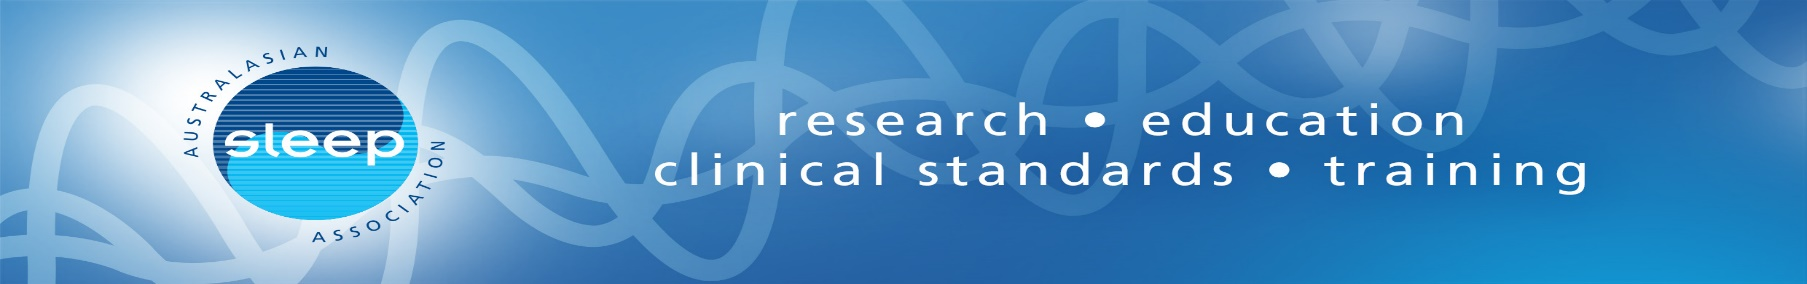 AUSTRALASIAN
sleep
ASSOCIATION
research • education
clinical standards • training